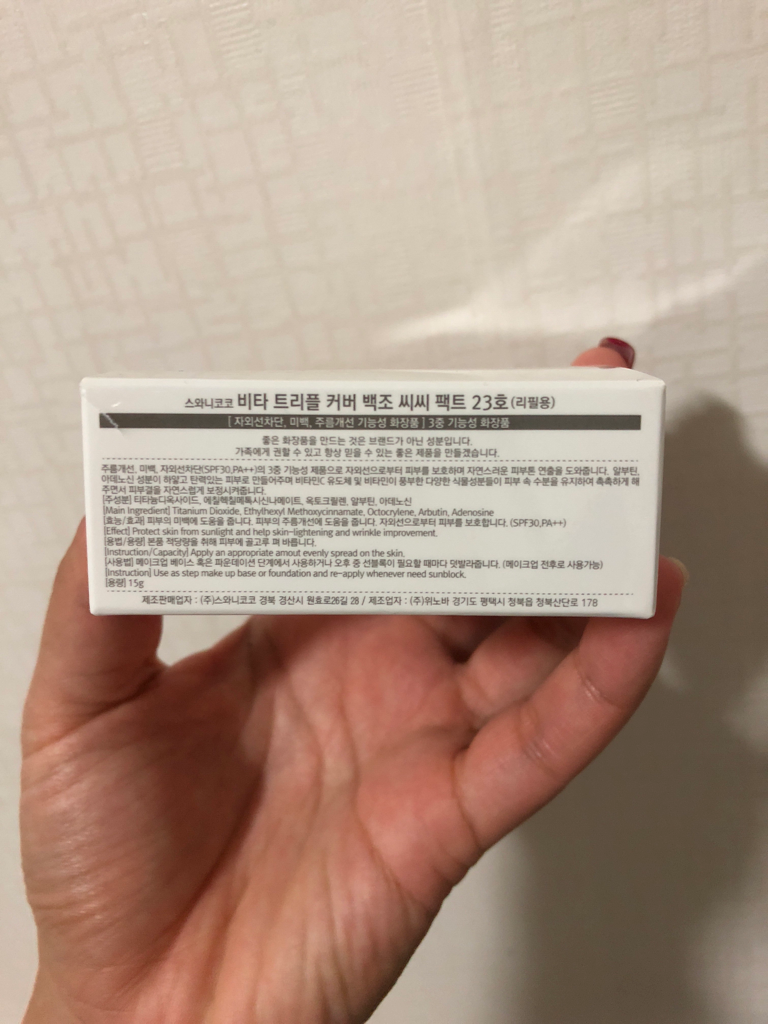 스와니코코 비타 트리플 커버 백조 씨씨 팩트 23호(리필용)
[ 자외선차단, 미백, 주름개선 기능성 화장품 ] 3중 기능성 화장품
좋은 화장품을 만드는 것은 브랜드가 아닌 성분입니다.
가족에게 권할 수 있고 항상 믿을 수 있는 좋은 제품을 만들겠습니다.
주름개선, 미백, 자외선차단(SPF30,PA++)의 3중 기능성 제품으로 자외선으로부터 피부를 보호하며 자연스러운 피부톤 연출을 도와줍니다. 알부틴,
아데노신 성분이 해맑고 탄력있는 피부로 만들어주며 비타민C 유도체 및 비타민이 풍부한 다양한 식물성분들이 피부 속 수분을 유지하여 촉촉하게 해
주면서 피부결을 자연스럽게 보정시켜줍니다.
[주성분] 티타늄디옥사이드, 에칠헥실메톡시신나메이트, 옥토크릴렌, 알부틴, 아데노신
[Main Ingredient] Titanium Dioxide, Ethylhexyl Methoxycinnamate, Octocrylene, Arbutin, Adenosine
[효능/효과] 피부의 미백에 도움을 줍니다. 피부의 주름개선에 도움을 줍니다. 자외선으로부터 피부를 보호합니다. (SPF30,PA++)
[Effect] Protect skin from sunlight and help skin-lightening and wrinkle improvement.
[용법/용량] 본품 적당량을 취해 피부에 골고루 펴 바릅니다.
[Instruction/Capacity] Apply an appropriate amout evenly spread on the skin.
[사용법] 메이크업 베이스 혹은 파운데이션 단계에서 사용하거나 오후 중 선블록이 필요할 때마다 덧발라줍니다. (메이크업 전후로 사용가능)
[Instruction] Use as step make up base or foundation and re-apply whenever need sunblock.
[용량] 15g
제조판매업자 : (주)스와니코코 경북 경산시 원효로26길 28 / 제조업자 : (주)위노바 경기도 평택시 청북읍 청북산단로 178